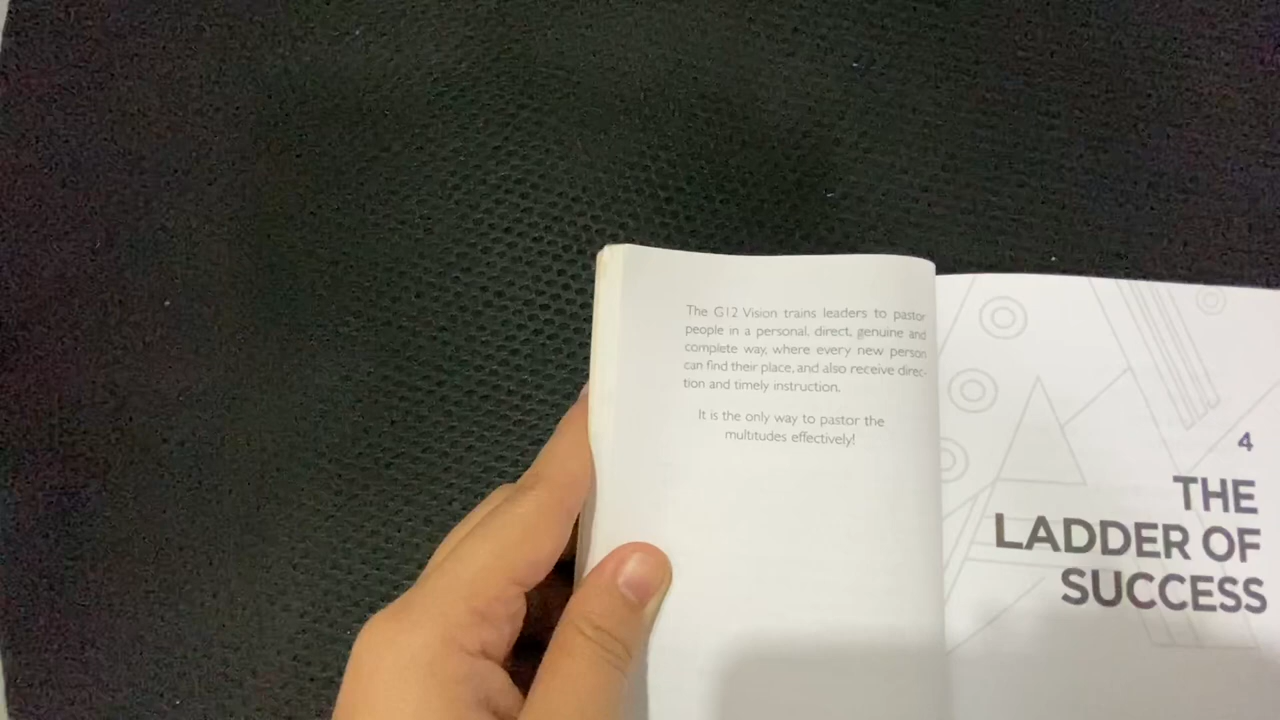 The G12 Vision trains leaders to pastor
people in a personal, direct, genuine and
complete way, where every new person
can find their place, and also receive direc-
tion and timely instruction.
It is the only way to pastor the
multitudes effectively!
4
THE
LADDER OF
SUCCESS